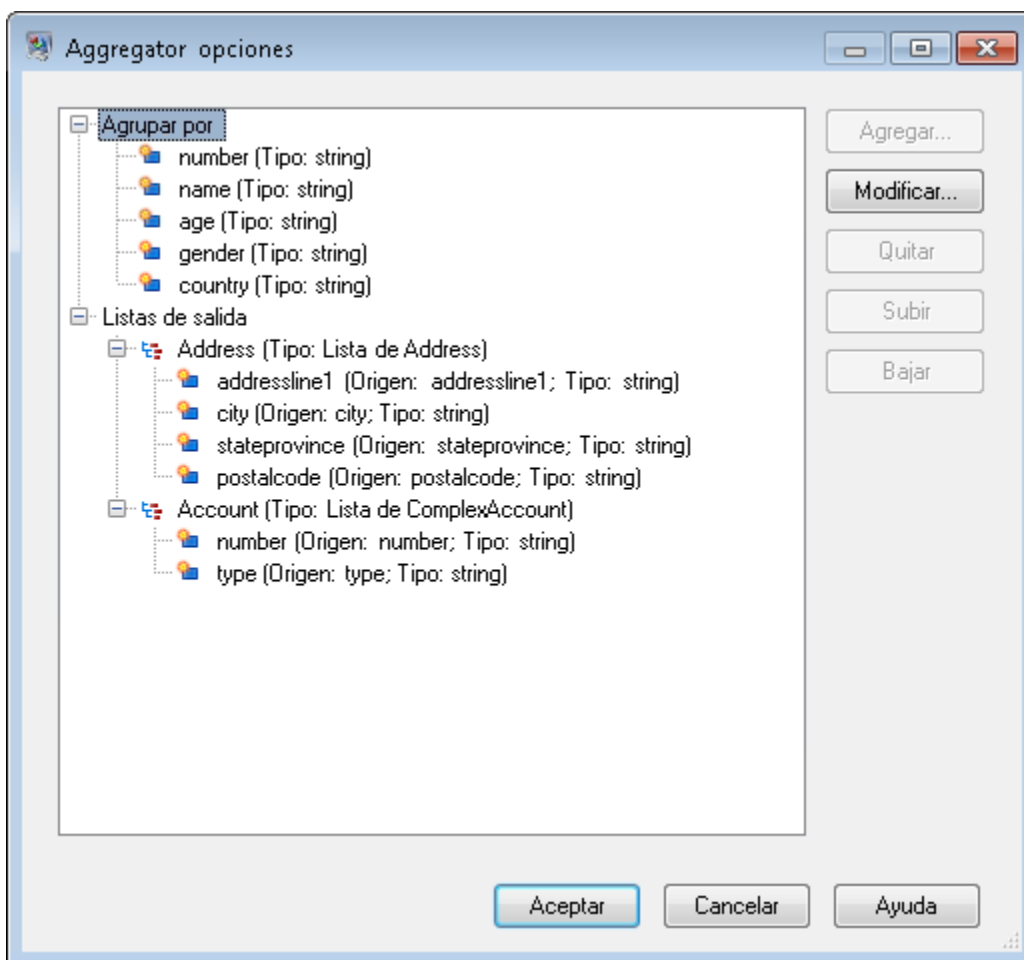 Aggregator opciones
Agrupar por
number (Tipo: string)
name (Tipo: string)
age (Tipo: string)
gender (Tipo: string)
country (Tipo: string)
Listas de salida
Address (Tipo: Lista de Address)
addressline1 (Origen: addressline1; Tipo: string)
city (Origen: city; Tipo: string)
stateprovince (Origen: stateprovince; Tipo: string)
postalcode (Origen: postalcode; Tipo: string)
Account (Tipo: Lista de ComplexAccount)
number (Origen: number; Tipo: string)
type (Origen: type; Tipo: string)
Agregar...
Modificar...
Quitar
Subir
Bajar
Aceptar
Cancelar
Ayuda